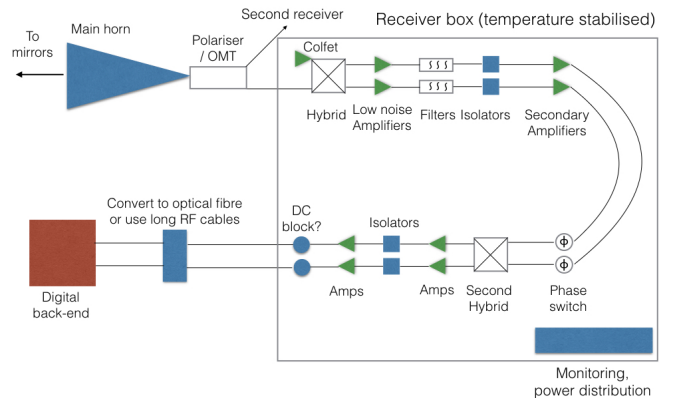 Second receiver
Receiver box (temperature stabilised)
To
mirrors
Main horn
Polariser
/ OMT
Colfet
Hybrid
Low noise
Amplifiers
Filters
Isolators
Secondary
Amplifiers
Convert to optical fibre
or use long RF cables
DC
block?
Isolators
ϕ
ϕ
Digital
back-end
Amps
Amps
Second
Hybrid
Phase
switch
Monitoring,
power distribution